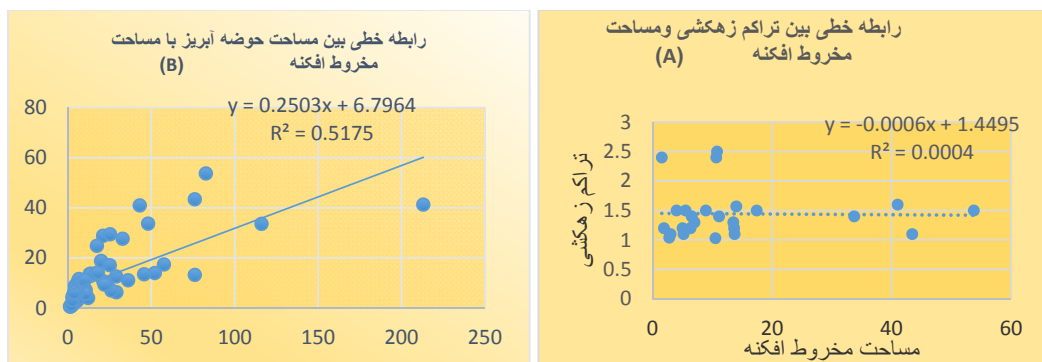 رابطه خطی بین تراکم زهکشی ومساحت
مخروط افکنه (A)
y = -0.0006x + 1.4495
R² = 0.0004
3
2.5
2
1.5
1
0.5
0
تراکم زهکشی
0 20 40 60
مساحت مخروط افکنه
رابطه خطی بین مساحت حوضه آبریز با مساحت
مخروط افکنه (B)
y = 0.2503x + 6.7964
R² = 0.5175
80
60
40
20
0
0 50 100 150 200 250